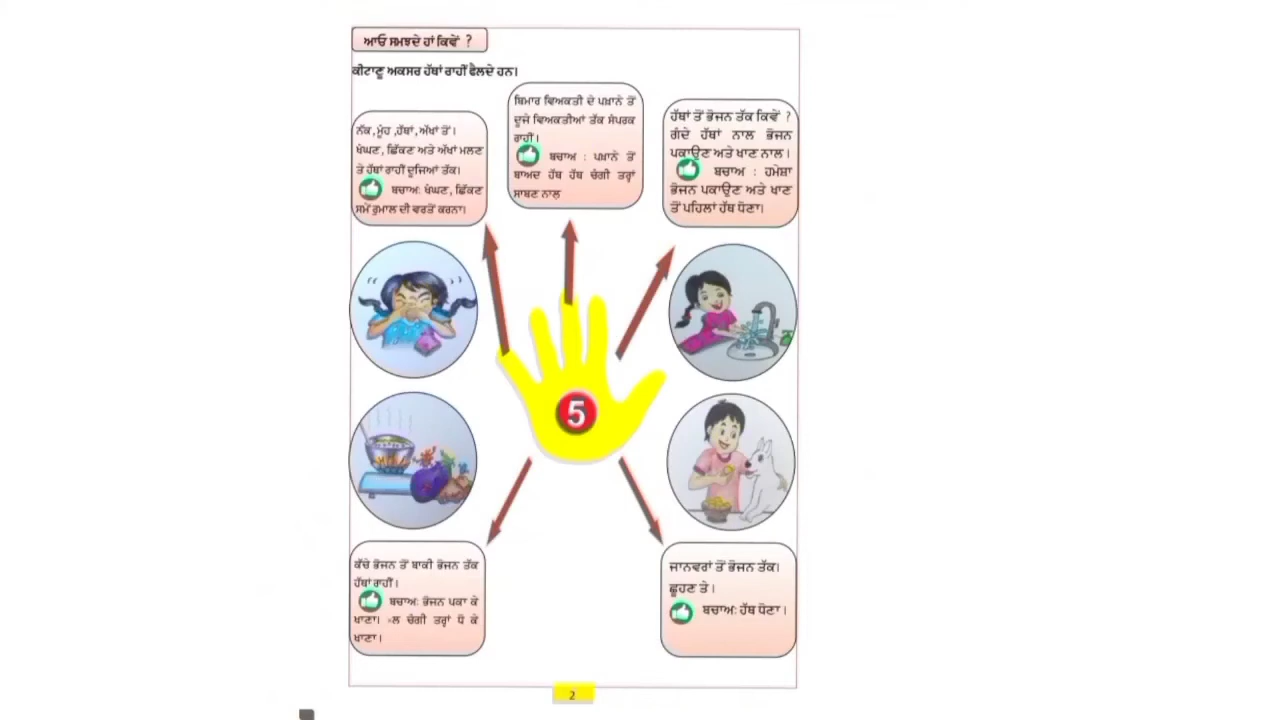 ਆਓ ਸਮਝਦੇ ਹਾਂ ਕਿਵੇਂ ?
ਕੀਟਾਣੂ ਅਕਸਰ ਹੱਥਾਂ ਰਾਹੀਂ ਫੈਲਦੇ ਹਨ।
ਨੱਕ,ਮੂੰਹ ,ਹੱਥਾਂ,ਅੱਖਾਂ ਤੋਂ।
ਖੰਘਣ, ਛਿੱਕਣ ਅਤੇ ਅੱਖਾਂ ਮਲਣ
ਤੇ ਹੱਥਾਂ ਰਾਹੀਂ ਦੂਜਿਆਂ ਤੱਕ।
ਬਚਾਅ: ਖੰਘਣ, ਛਿੱਕਣ
ਸਮੇਂ ਰੁਮਾਲ ਦੀ ਵਰਤੋਂ ਕਰਨਾ।
ਬਿਮਾਰ ਵਿਅਕਤੀ ਦੇ ਪਖ਼ਾਨੇ ਤੋਂ
ਦੂਜੇ ਵਿਅਕਤੀਆਂ ਤੱਕ ਸੰਪਰਕ
ਰਾਹੀਂ।
ਬਚਾਅ : ਪਖ਼ਾਨੇ ਤੋਂ
ਬਾਅਦ ਹੱਥ ਹੱਥ ਚੰਗੀ ਤਰ੍ਹਾਂ
ਸਾਬਣ ਨਾਲ
ਹੱਥਾਂ ਤੋਂ ਭੋਜਨ ਤੱਕ ਕਿਵੇਂ ?
ਗੰਦੇ ਹੱਥਾਂ ਨਾਲ ਭੋਜਨ
ਪਕਾਉਣ ਅਤੇ ਖਾਣ ਨਾਲ।
ਬਚਾਅ : ਹਮੇਸ਼ਾ
ਭੋਜਨ ਪਕਾਉਣ ਅਤੇ ਖਾਣ
ਤੋਂ ਪਹਿਲਾਂ ਹੱਥ ਧੋਣਾ।
5
ਕੱਚੇ ਭੋਜਨ ਤੋਂ ਬਾਕੀ ਭੋਜਨ ਤੱਕ
ਹੱਥਾਂ ਰਾਹੀਂ।
ਬਚਾਅ: ਭੋਜਨ ਪਕਾ ਕੇ
ਖਾਣਾ। ਚੰਗੀ ਤਰ੍ਹਾਂ ਧੋ ਕੇ
ਖਾਣਾ।
ਜਾਨਵਰਾਂ ਤੋਂ ਭੋਜਨ ਤੱਕ।
ਛੂਹਣ ਤੇ।
ਬਚਾਅ: ਹੱਥ ਧੋਣਾ।
2